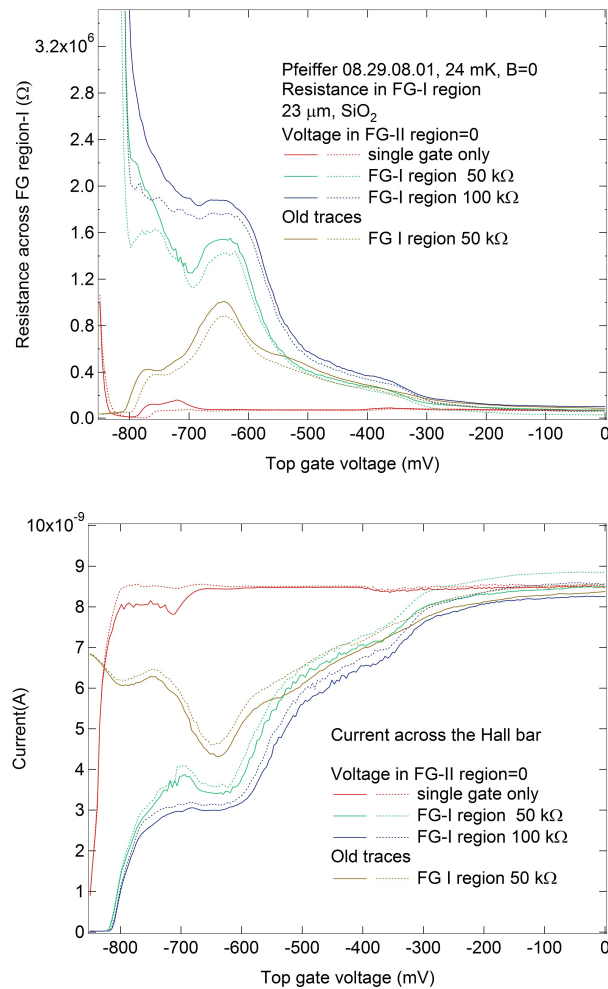 3.2x10⁶
2.8
2.4
2.0
1.6
1.2
0.8
0.4
0.0
Resistance across FG region-I (Ω)
Pfeiffer 08.29.08.01, 24 mK, B=0
Resistance in FG-I region
23 μm, SiO₂
Voltage in FG-II region=0
single gate only
FG-I region 50 kΩ
FG-I region 100 kΩ
Old traces
FG I region 50 kΩ
-800 -700 -600 -500 -400 -300 -200 -100 0
Top gate voltage (mV)
10x10⁻⁹
9
8
7
6
5
4
3
2
1
0
Current(A)
Current across the Hall bar
Voltage in FG-II region=0
single gate only
FG-I region 50 kΩ
FG-I region 100 kΩ
Old traces
FG I region 50 kΩ
-800 -700 -600 -500 -400 -300 -200 -100 0
Top gate voltage (mV)